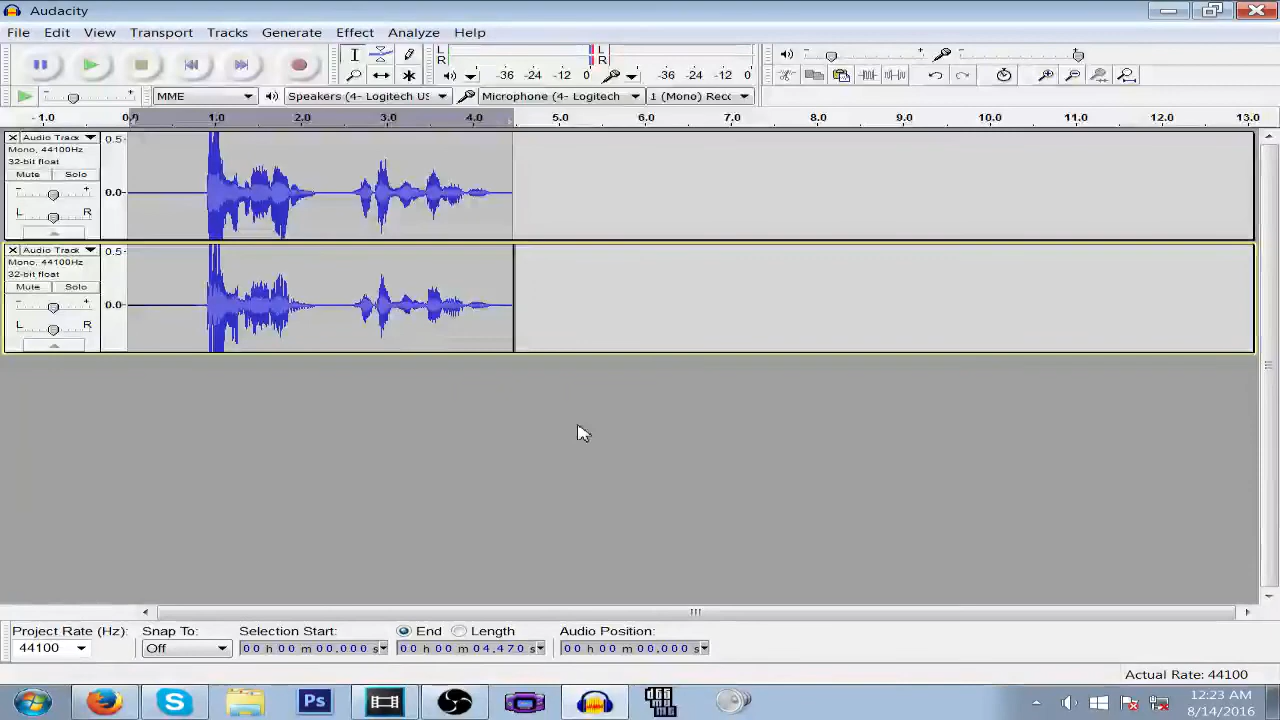 Audacity
File Edit View Transport Tracks Generate Effect Analyze Help
L
R
L
R
-36 -24 -12 0
-36 -24 -12 0
MME
Speakers (4- Logitech US
Microphone (4- Logitech
1 (Mono) Recc
-1.0 0.0 1.0 2.0 3.0 4.0 5.0 6.0 7.0 8.0 9.0 10.0 11.0 12.0 13.0
Audio Track
Mono, 44100Hz
32-bit float
Mute Solo
- +
L R
0.5
0.0
Audio Track
Mono, 44100Hz
32-bit float
Mute Solo
- +
L R
0.5
0.0
Project Rate (Hz): Snap To: Selection Start: End Length Audio Position:
44100 Off 00 h 00 m 00.000 s 00 h 00 m 04.470 s 00 h 00 m 00.000 s
Actual Rate: 44100
Ps
12:23 AM
8/14/2016